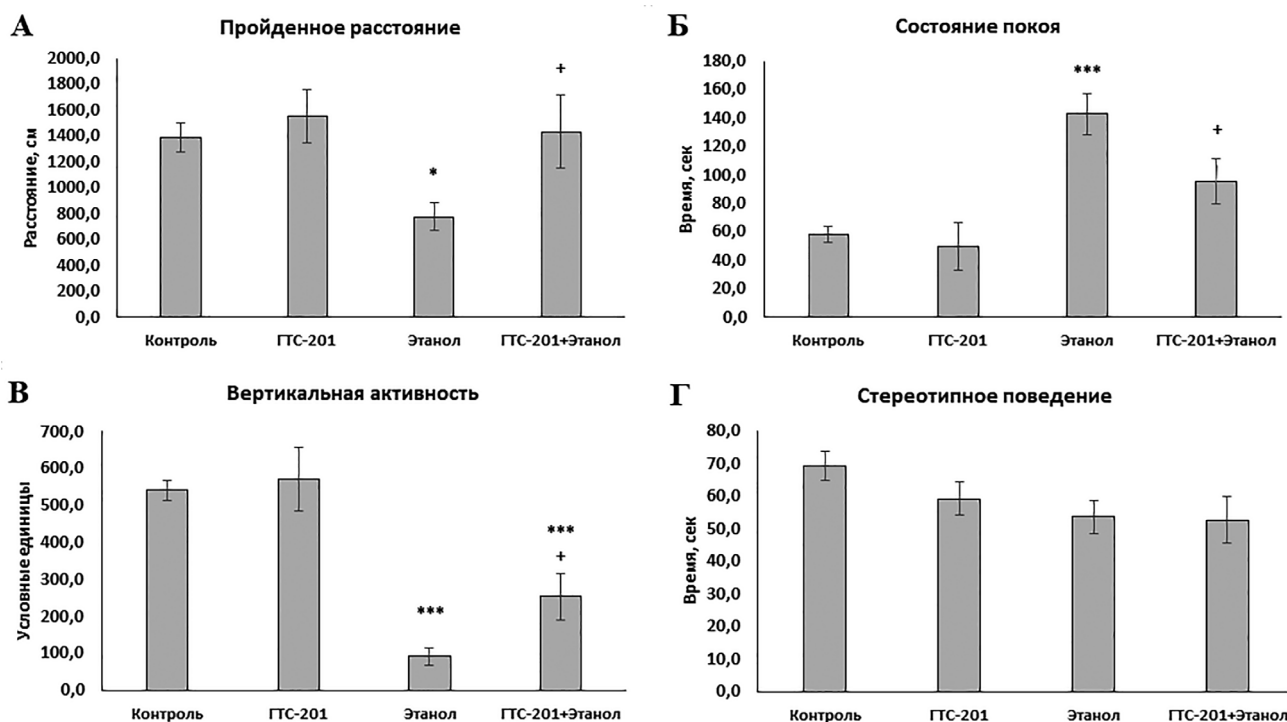 А
Пройденное расстояние
Расстояние, см
2000,0
1800,0
1600,0
1400,0
1200,0
1000,0
800,0
600,0
400,0
200,0
0,0
*
+
Контроль
ГТС-201
Этанол
ГТС-201+Этанол
Б
Состояние покоя
Время, сек
180,0
160,0
140,0
120,0
100,0
80,0
60,0
40,0
20,0
0,0
***
+
Контроль
ГТС-201
Этанол
ГТС-201+Этанол
В
Вертикальная активность
Условные единицы
700,0
600,0
500,0
400,0
300,0
200,0
100,0
0,0
***
***
+
Контроль
ГТС-201
Этанол
ГТС-201+Этанол
Г
Стереотипное поведение
Время, сек
80,0
70,0
60,0
50,0
40,0
30,0
20,0
10,0
0,0
Контроль
ГТС-201
Этанол
ГТС-201+Этанол